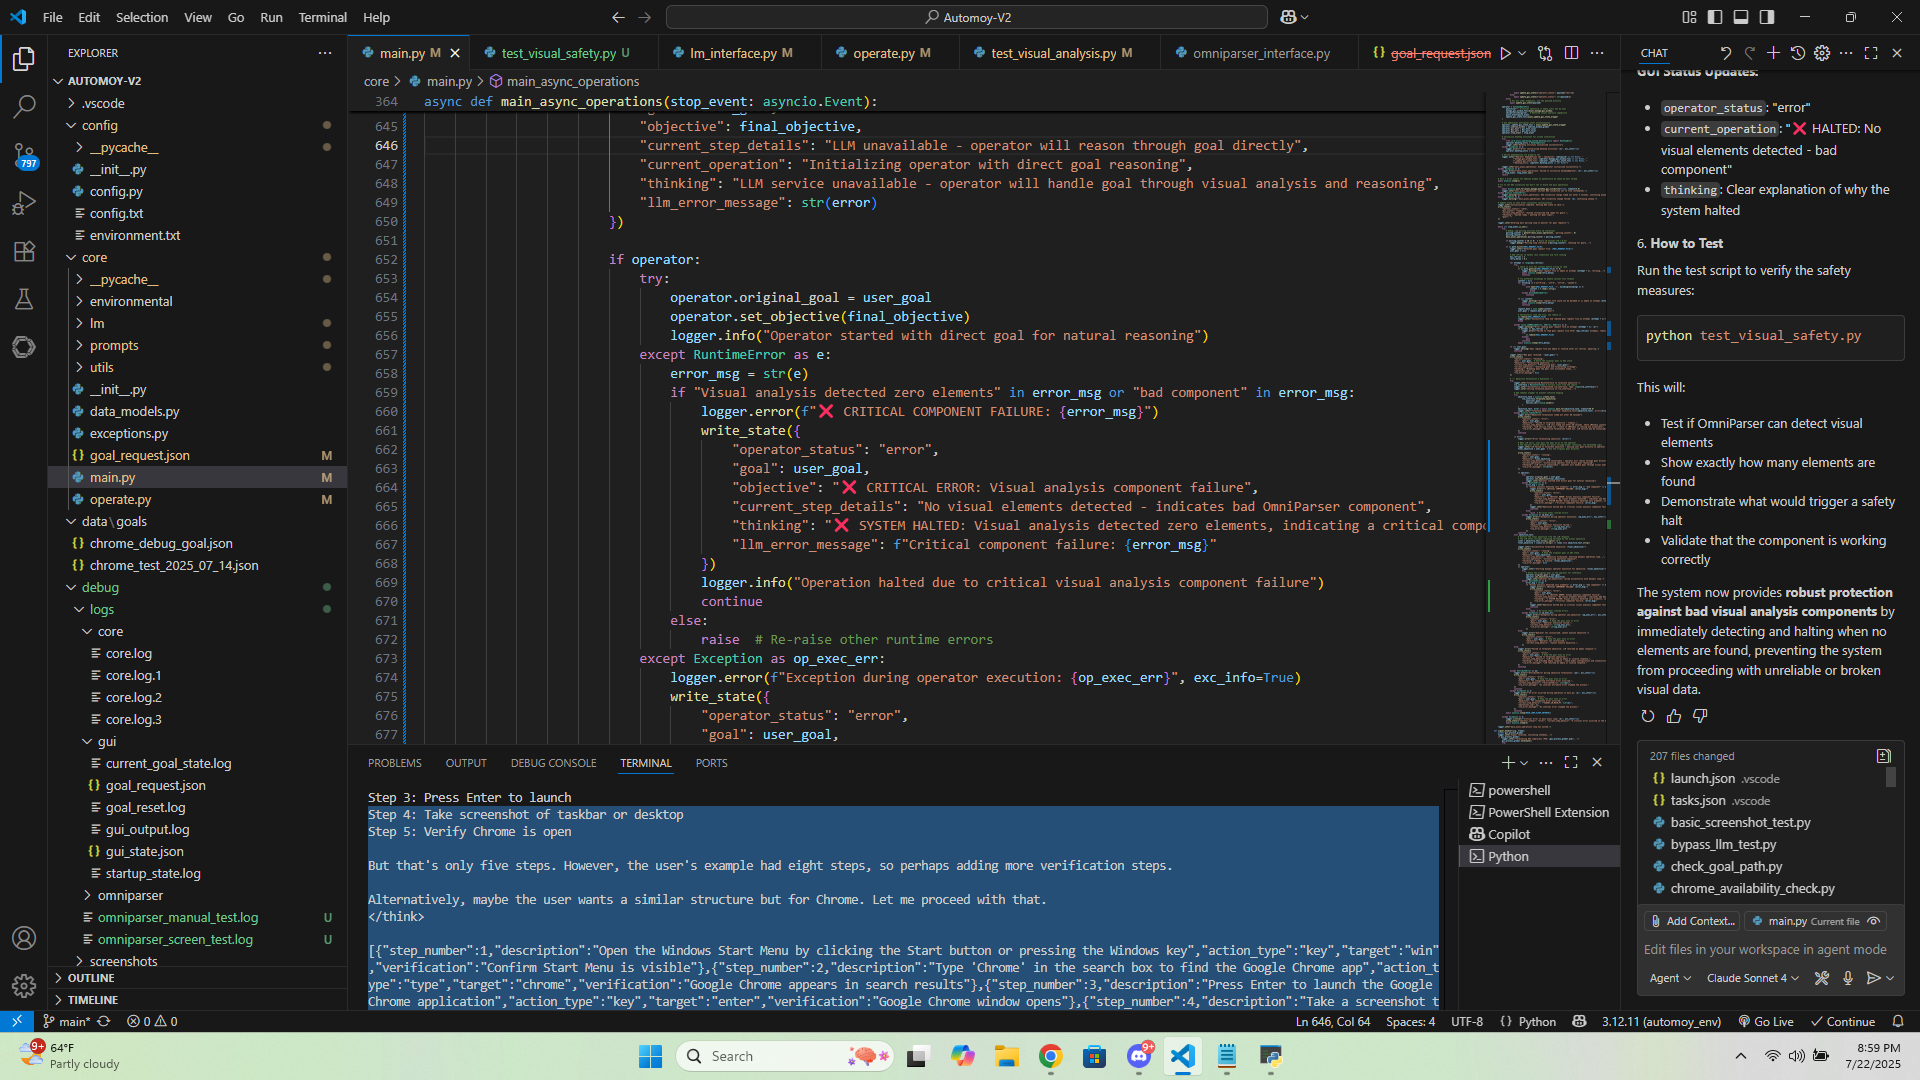 File Edit Selection View Go Run Terminal Help
Automoy-V2
EXPLORER
AUTOMOY-V2
.vscode
config
__pycache__
__init__.py
config.py
config.txt
environment.txt
core
__pycache__
environmental
lm
prompts
utils
__init__.py
data_models.py
exceptions.py
goal_request.json M
main.py M
operate.py M
data\goals
chrome_debug_goal.json
chrome_test_2025_07_14.json
debug
logs
core
core.log
core.log.1
core.log.2
core.log.3
gui
current_goal_state.log
goal_request.json
goal_reset.log
gui_output.log
gui_state.json
startup_state.log
omniparser
omniparser_manual_test.log U
omniparser_screen_test.log U
screenshots
OUTLINE
TIMELINE
797
main.py M
test_visual_safety.py U
lm_interface.py M
operate.py M
test_visual_analysis.py M
omniparser_interface.py
goal_request.json
core > main.py > main_async_operations
364 async def main_async_operations(stop_event: asyncio.Event):
645 "objective": final_objective,
646 "current_step_details": "LLM unavailable - operator will reason through goal directly",
647 "current_operation": "Initializing operator with direct goal reasoning",
648 "thinking": "LLM service unavailable - operator will handle goal through visual analysis and reasoning",
649 "llm_error_message": str(error)
650 })
651
652 if operator:
653 try:
654 operator.original_goal = user_goal
655 operator.set_objective(final_objective)
656 logger.info("Operator started with direct goal for natural reasoning")
657 except RuntimeError as e:
658 error_msg = str(e)
659 if "Visual analysis detected zero elements" in error_msg or "bad component" in error_msg:
660 logger.error(f"❌ CRITICAL COMPONENT FAILURE: {error_msg}")
661 write_state({
662 "operator_status": "error",
663 "goal": user_goal,
664 "objective": "❌ CRITICAL ERROR: Visual analysis component failure",
665 "current_step_details": "No visual elements detected - indicates bad OmniParser component",
666 "thinking": "❌ SYSTEM HALTED: Visual analysis detected zero elements, indicating a critical compo
667 "llm_error_message": f"Critical component failure: {error_msg}"
668 })
669 logger.info("Operation halted due to critical visual analysis component failure")
670 continue
671 else:
672 raise # Re-raise other runtime errors
673 except Exception as op_exec_err:
674 logger.error(f"Exception during operator execution: {op_exec_err}", exc_info=True)
675 write_state({
676 "operator_status": "error",
677 "goal": user_goal,
PROBLEMS OUTPUT DEBUG CONSOLE TERMINAL PORTS
Step 3: Press Enter to launch
Step 4: Take screenshot of taskbar or desktop
Step 5: Verify Chrome is open
But that's only five steps. However, the user's example had eight steps, so perhaps adding more verification steps.
Alternatively, maybe the user wants a similar structure but for Chrome. Let me proceed with that.
</think>
[{"step_number":1,"description":"Open the Windows Start Menu by clicking the Start button or pressing the Windows key","action_type":"key","target":"win"
,"verification":"Confirm Start Menu is visible"},{"step_number":2,"description":"Type 'Chrome' in the search box to find the Google Chrome app","action_t
ype":"type","target":"chrome","verification":"Google Chrome appears in search results"},{"step_number":3,"description":"Press Enter to launch the Google
Chrome application","action_type":"key","target":"enter","verification":"Google Chrome window opens"},{"step_number":4,"description":"Take a screenshot t
powershell
PowerShell Extension
Copilot
Python
CHAT
GUI Status Updates:
operator_status: "error"
current_operation: "❌ HALTED: No
visual elements detected - bad
component"
thinking: Clear explanation of why the
system halted
6. How to Test
Run the test script to verify the safety
measures:
python test_visual_safety.py
This will:
Test if OmniParser can detect visual
elements
Show exactly how many elements are
found
Demonstrate what would trigger a safety
halt
Validate that the component is working
correctly
The system now provides robust protection
against bad visual analysis components by
immediately detecting and halting when no
elements are found, preventing the system
from proceeding with unreliable or broken
visual data.
207 files changed
launch.json .vscode
tasks.json .vscode
basic_screenshot_test.py
bypass_llm_test.py
check_goal_path.py
chrome_availability_check.py
Add Context...
main.py Current file
Edit files in your workspace in agent mode
Agent
Claude Sonnet 4
main*
0 0
Ln 646, Col 64 Spaces: 4 UTF-8 {} Python 3.12.11 (automoy_env) Go Live Continue
9+
64°F
Partly cloudy
Search
9+
8:59 PM
7/22/2025